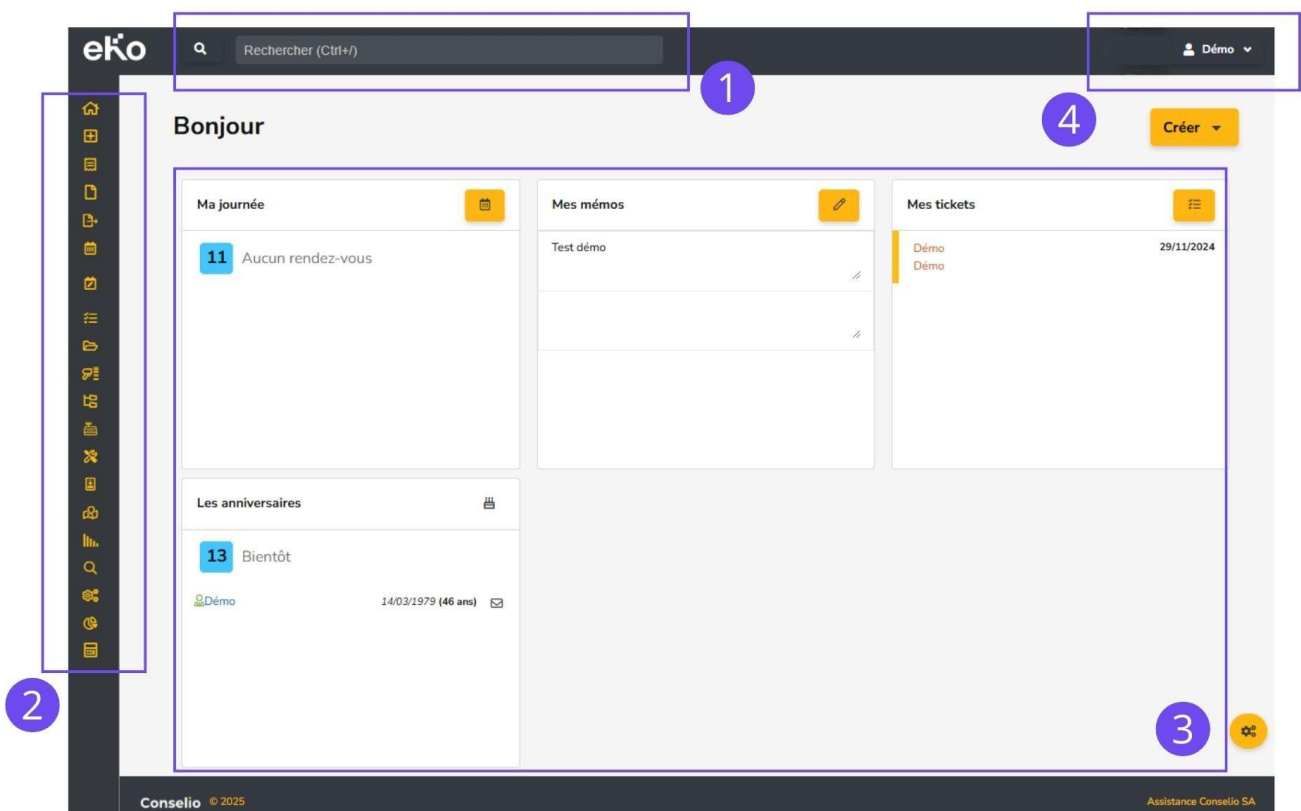 eko
Rechercher (Ctrl+/)
Démo
1
Bonjour
4
Créer
Ma journée
Mes mémos
Mes tickets
11 Aucun rendez-vous
Test démo
Démo 29/11/2024
Démo
Les anniversaires
13 Bientôt
Démo 14/03/1979 (46 ans)
2
3
Conselio © 2025
Assistance Conselio SA